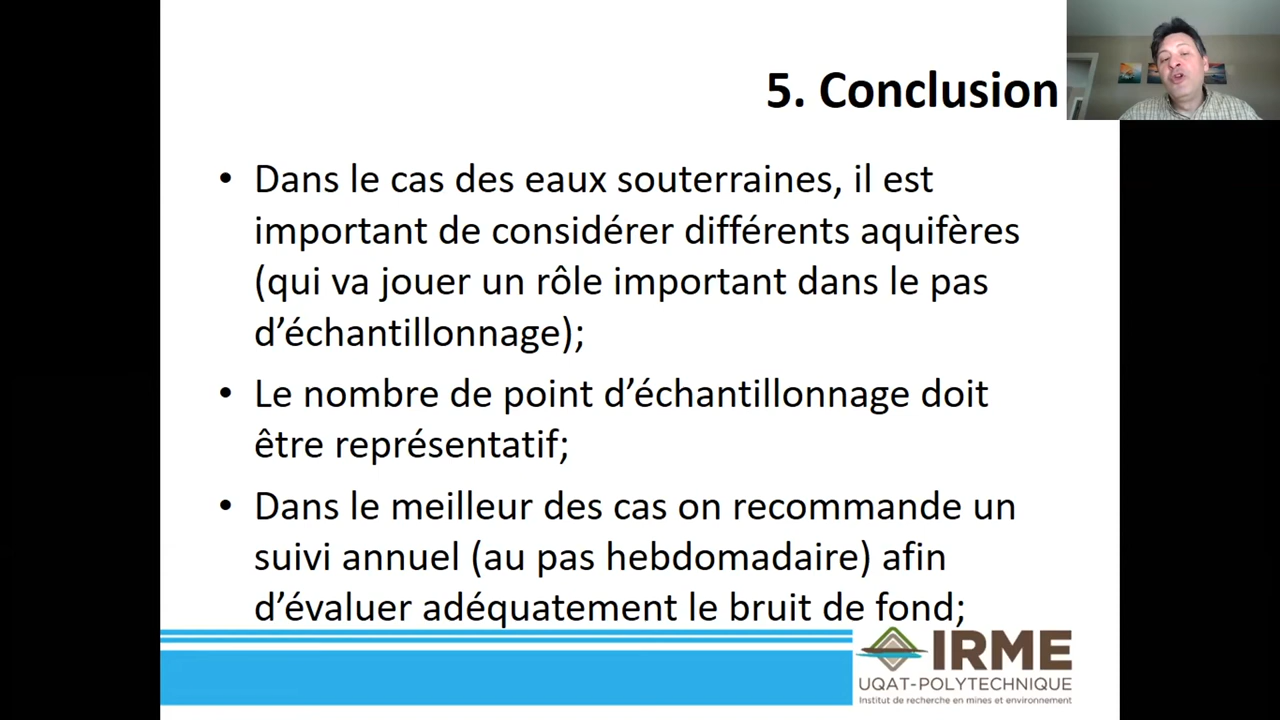 5. Conclusion
• Dans le cas des eaux souterraines, il est
important de considérer différents aquifères
(qui va jouer un rôle important dans le pas
d’échantillonnage);
• Le nombre de point d’échantillonnage doit
être représentatif;
• Dans le meilleur des cas on recommande un
suivi annuel (au pas hebdomadaire) afin
d’évaluer adéquatement le bruit de fond;
IRME
UQAT-POLYTECHNIQUE
Institut de recherche en mines et environnement